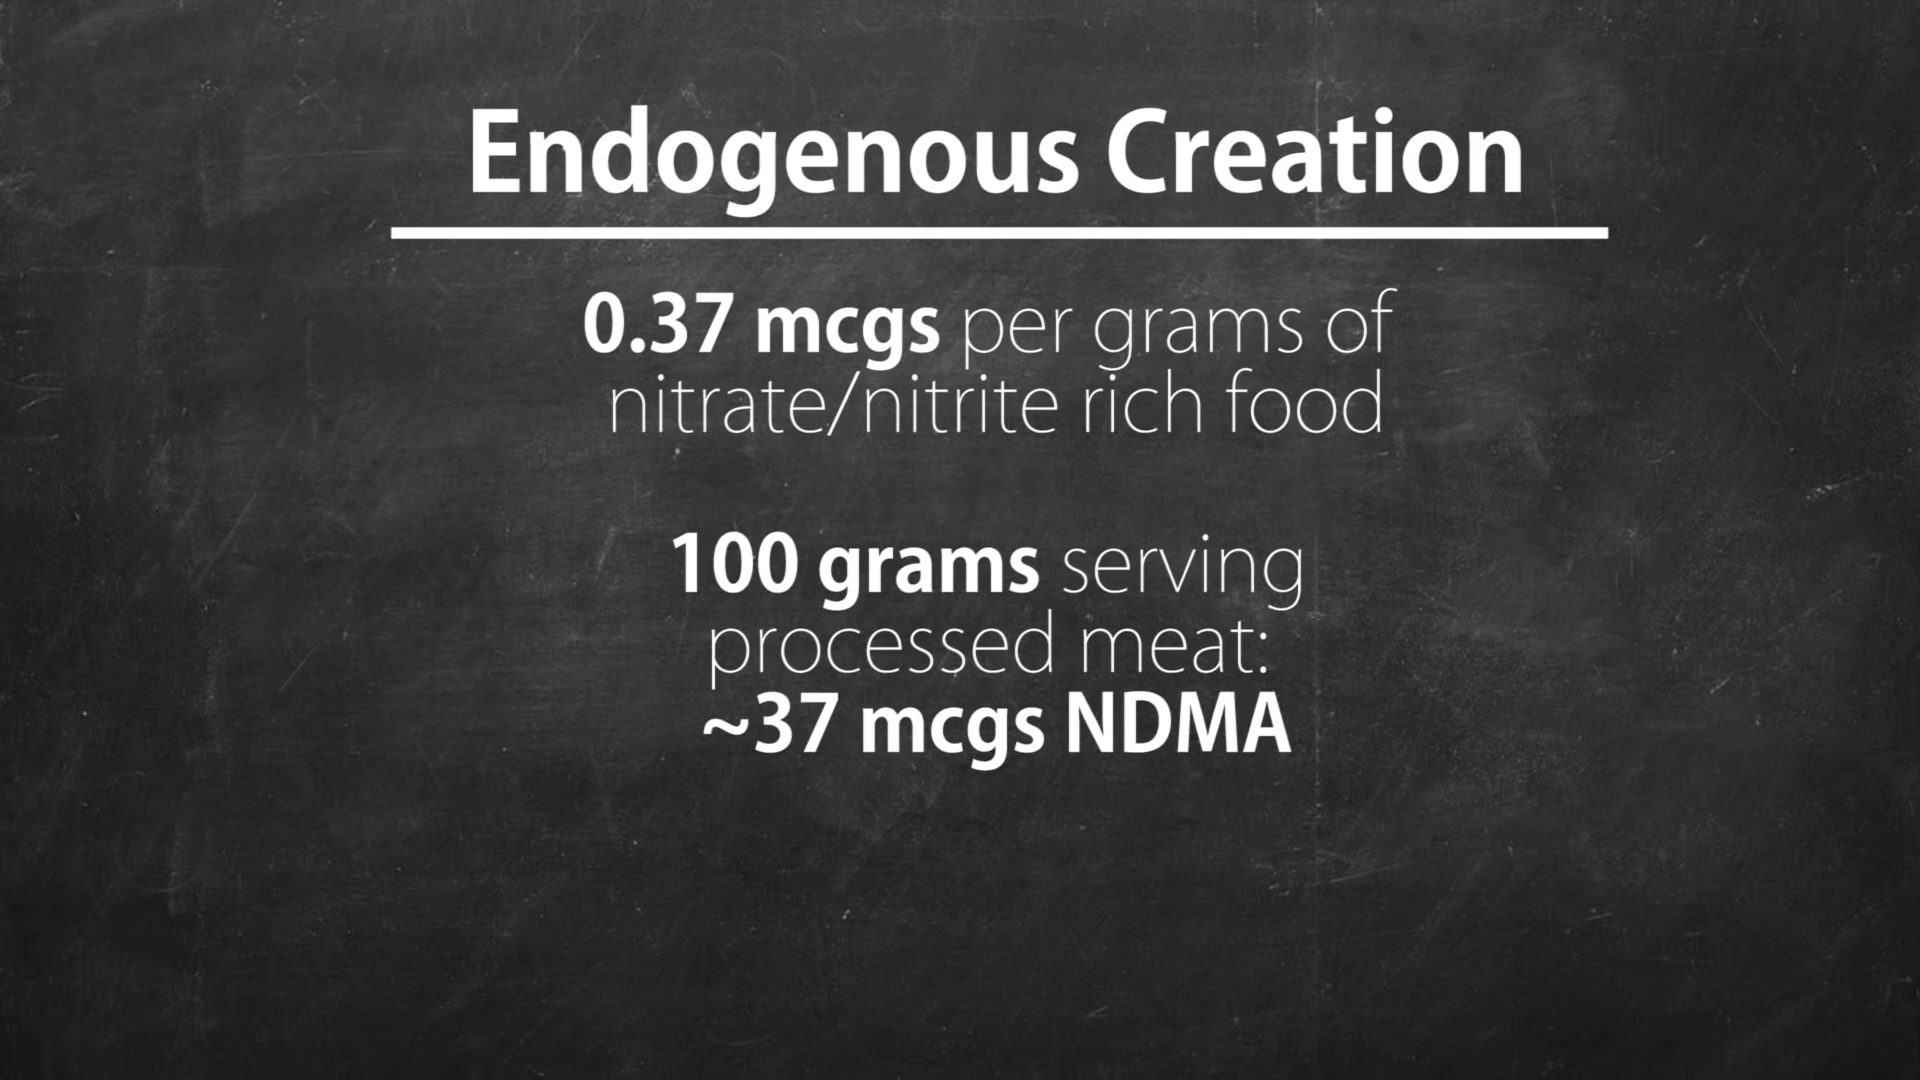 Endogenous Creation
0.37 mcgs per grams of
nitrate/nitrite rich food
100 grams serving
processed meat:
~37 mcgs NDMA